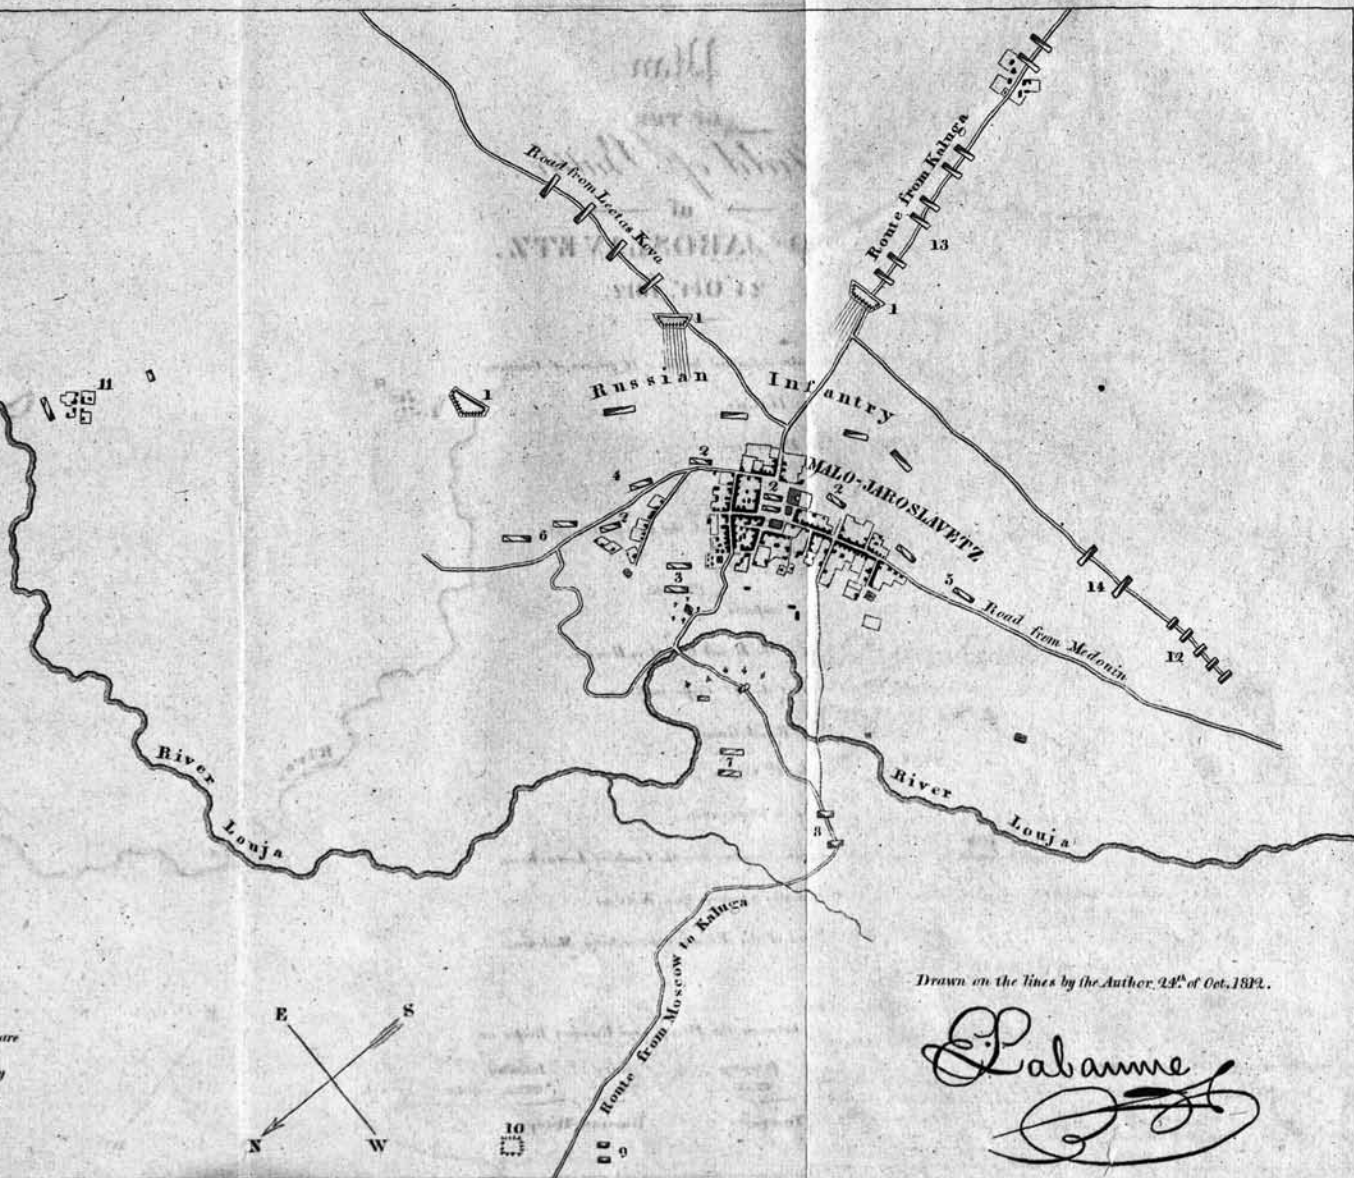 Road from Lectas Kova
Route from Kaluga
13
1
1
11
1
Russian Infantry
MALO-JAROSLAVETZ
2
2
2
2
4
6
3
5
14
12
Road from Medonin
7
8
River Louja
River Louja
Route from Moscow to Kaluga
Drawn on the lines by the Author 24th of Oct. 1812.
E Labaume
E
S
N
W
10
9